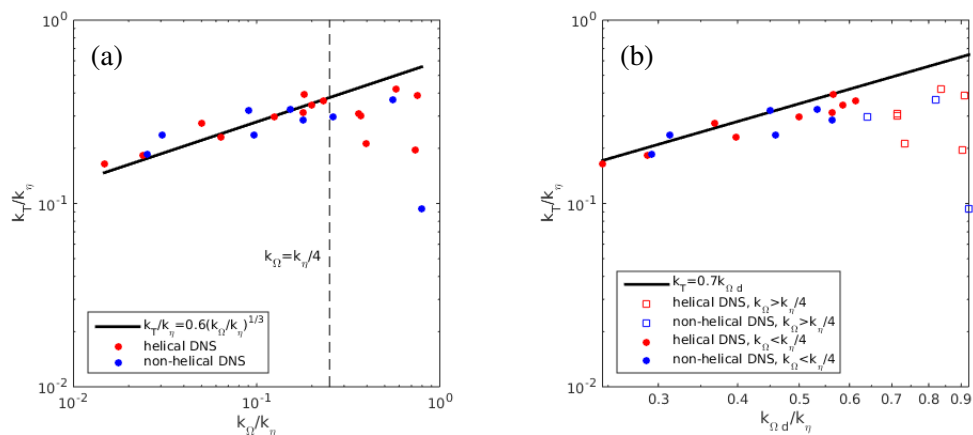 (a)
10^0
10^-1
10^-2
k_T/k_η
k_Ω=k_η/4
k_T/k_η=0.6(k_Ω/k_η)^1/3
helical DNS
non-helical DNS
10^-2
10^-1
10^0
k_Ω/k_η
(b)
10^0
10^-1
10^-2
k_T/k_η
k_T=0.7k_Ω d
helical DNS, k_Ω>k_η/4
non-helical DNS, k_Ω>k_η/4
helical DNS, k_Ω<k_η/4
non-helical DNS, k_Ω<k_η/4
0.3 0.4 0.5 0.6 0.7 0.8 0.9
k_Ω d/k_η